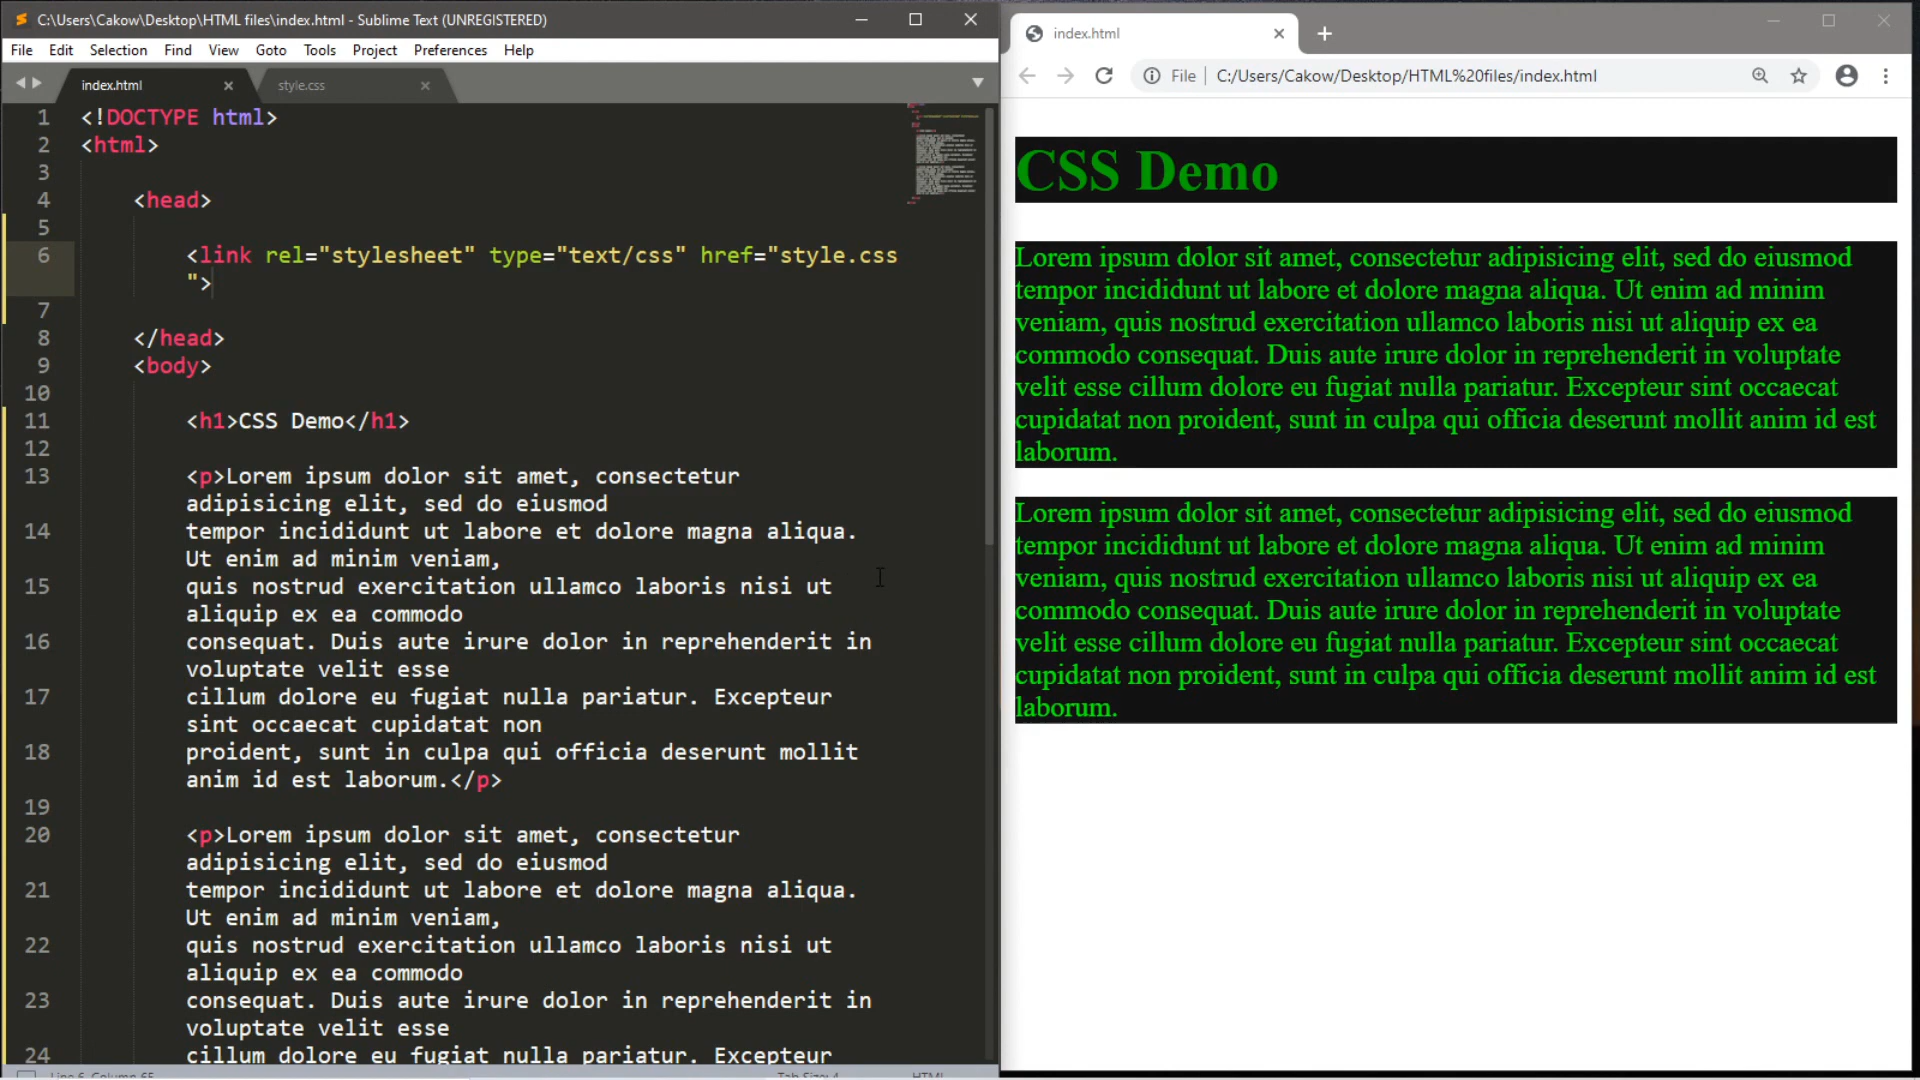 C:\Users\Cakow\Desktop\HTML files\index.html - Sublime Text (UNREGISTERED)
File Edit Selection Find View Goto Tools Project Preferences Help
index.html
style.css
1 <!DOCTYPE html>
2 <html>
3
4 <head>
5
6 <link rel="stylesheet" type="text/css" href="style.css
">
7
8 </head>
9 <body>
10
11 <h1>CSS Demo</h1>
12
13 <p>Lorem ipsum dolor sit amet, consectetur
adipisicing elit, sed do eiusmod
14 tempor incididunt ut labore et dolore magna aliqua.
Ut enim ad minim veniam,
15 quis nostrud exercitation ullamco laboris nisi ut
aliquip ex ea commodo
16 consequat. Duis aute irure dolor in reprehenderit in
voluptate velit esse
17 cillum dolore eu fugiat nulla pariatur. Excepteur
sint occaecat cupidatat non
18 proident, sunt in culpa qui officia deserunt mollit
anim id est laborum.</p>
19
20 <p>Lorem ipsum dolor sit amet, consectetur
adipisicing elit, sed do eiusmod
21 tempor incididunt ut labore et dolore magna aliqua.
Ut enim ad minim veniam,
22 quis nostrud exercitation ullamco laboris nisi ut
aliquip ex ea commodo
23 consequat. Duis aute irure dolor in reprehenderit in
voluptate velit esse
24 cillum dolore eu fugiat nulla pariatur. Excepteur
Line 6, Column 65
Tab Size: 4
HTML
index.html
File C:/Users/Cakow/Desktop/HTML%20files/index.html
CSS Demo
Lorem ipsum dolor sit amet, consectetur adipisicing elit, sed do eiusmod
tempor incididunt ut labore et dolore magna aliqua. Ut enim ad minim
veniam, quis nostrud exercitation ullamco laboris nisi ut aliquip ex ea
commodo consequat. Duis aute irure dolor in reprehenderit in voluptate
velit esse cillum dolore eu fugiat nulla pariatur. Excepteur sint occaecat
cupidatat non proident, sunt in culpa qui officia deserunt mollit anim id est
laborum.
Lorem ipsum dolor sit amet, consectetur adipisicing elit, sed do eiusmod
tempor incididunt ut labore et dolore magna aliqua. Ut enim ad minim
veniam, quis nostrud exercitation ullamco laboris nisi ut aliquip ex ea
commodo consequat. Duis aute irure dolor in reprehenderit in voluptate
velit esse cillum dolore eu fugiat nulla pariatur. Excepteur sint occaecat
cupidatat non proident, sunt in culpa qui officia deserunt mollit anim id est
laborum.